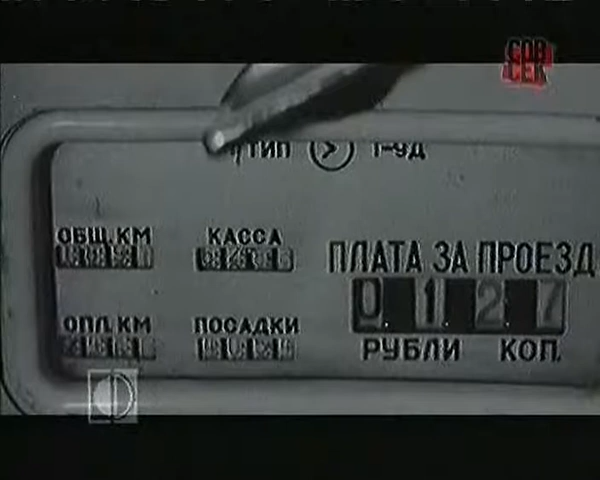 СОВ
СЕК
ТИП Т-9Д
ОБЩ. КМ КАССА
ПЛАТА ЗА ПРОЕЗД
0 1 2 7
ОПЛ. КМ ПОСАДКИ
РУБЛИ КОП.